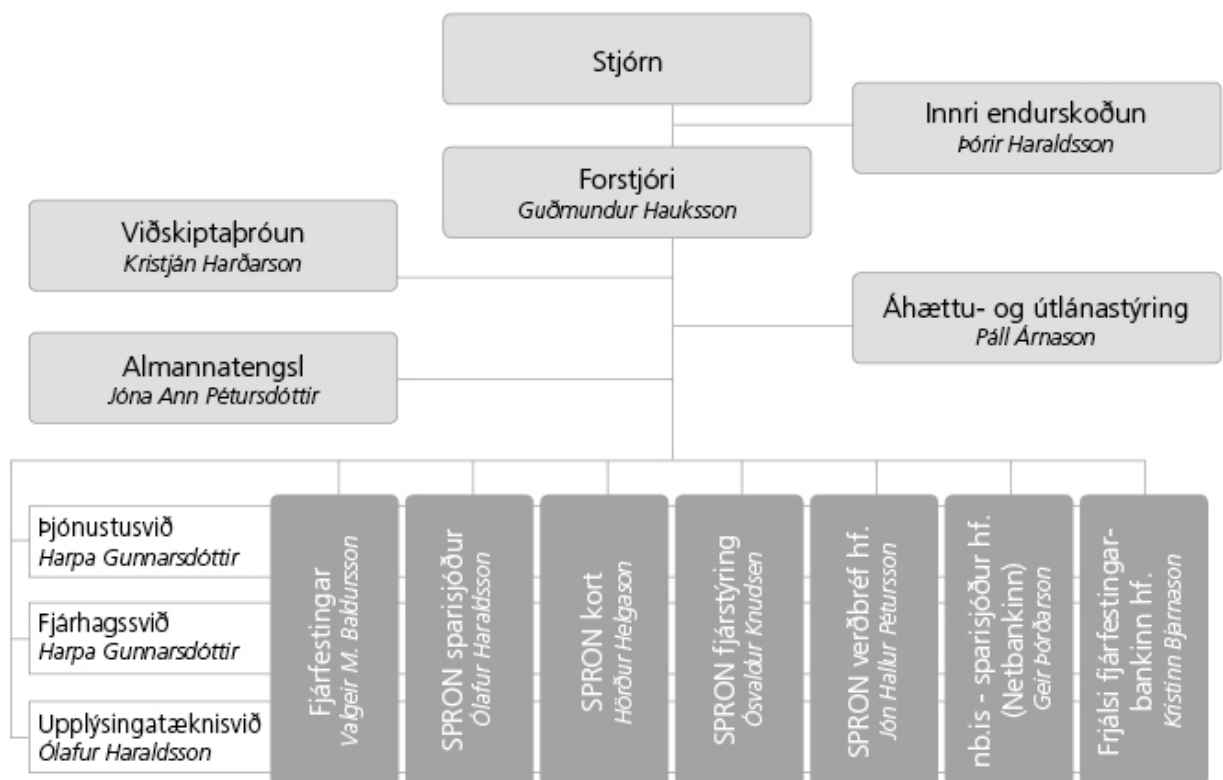 Stjórn
Innri endurskoðun
Þórir Haraldsson
Forstjóri
Guðmundur Hauksson
Viðskiptaþróun
Kristján Harðarson
Áhættu- og útlánastýring
Páll Árnason
Almannatengsl
Jóna Ann Pétursdóttir
Þjónustusvið
Harpa Gunnarsdóttir
Fjárhagssvið
Harpa Gunnarsdóttir
Upplýsingatæknisvið
Ólafur Haraldsson
Fjárfestingar
Valgeir M. Baldursson
SPRON sparisjóður
Ólafur Haraldsson
SPRON kort
Hörður Helgason
SPRON fjárstýring
Ósvaldur Knudsen
SPRON verðbréf hf.
Jón Hallur Pétursson
nb.is - sparisjóður hf.
(Netbankinn)
Geir Þórðarson
Frjálsi fjárfestingar-
bankinn hf.
Kristinn Bjarnason